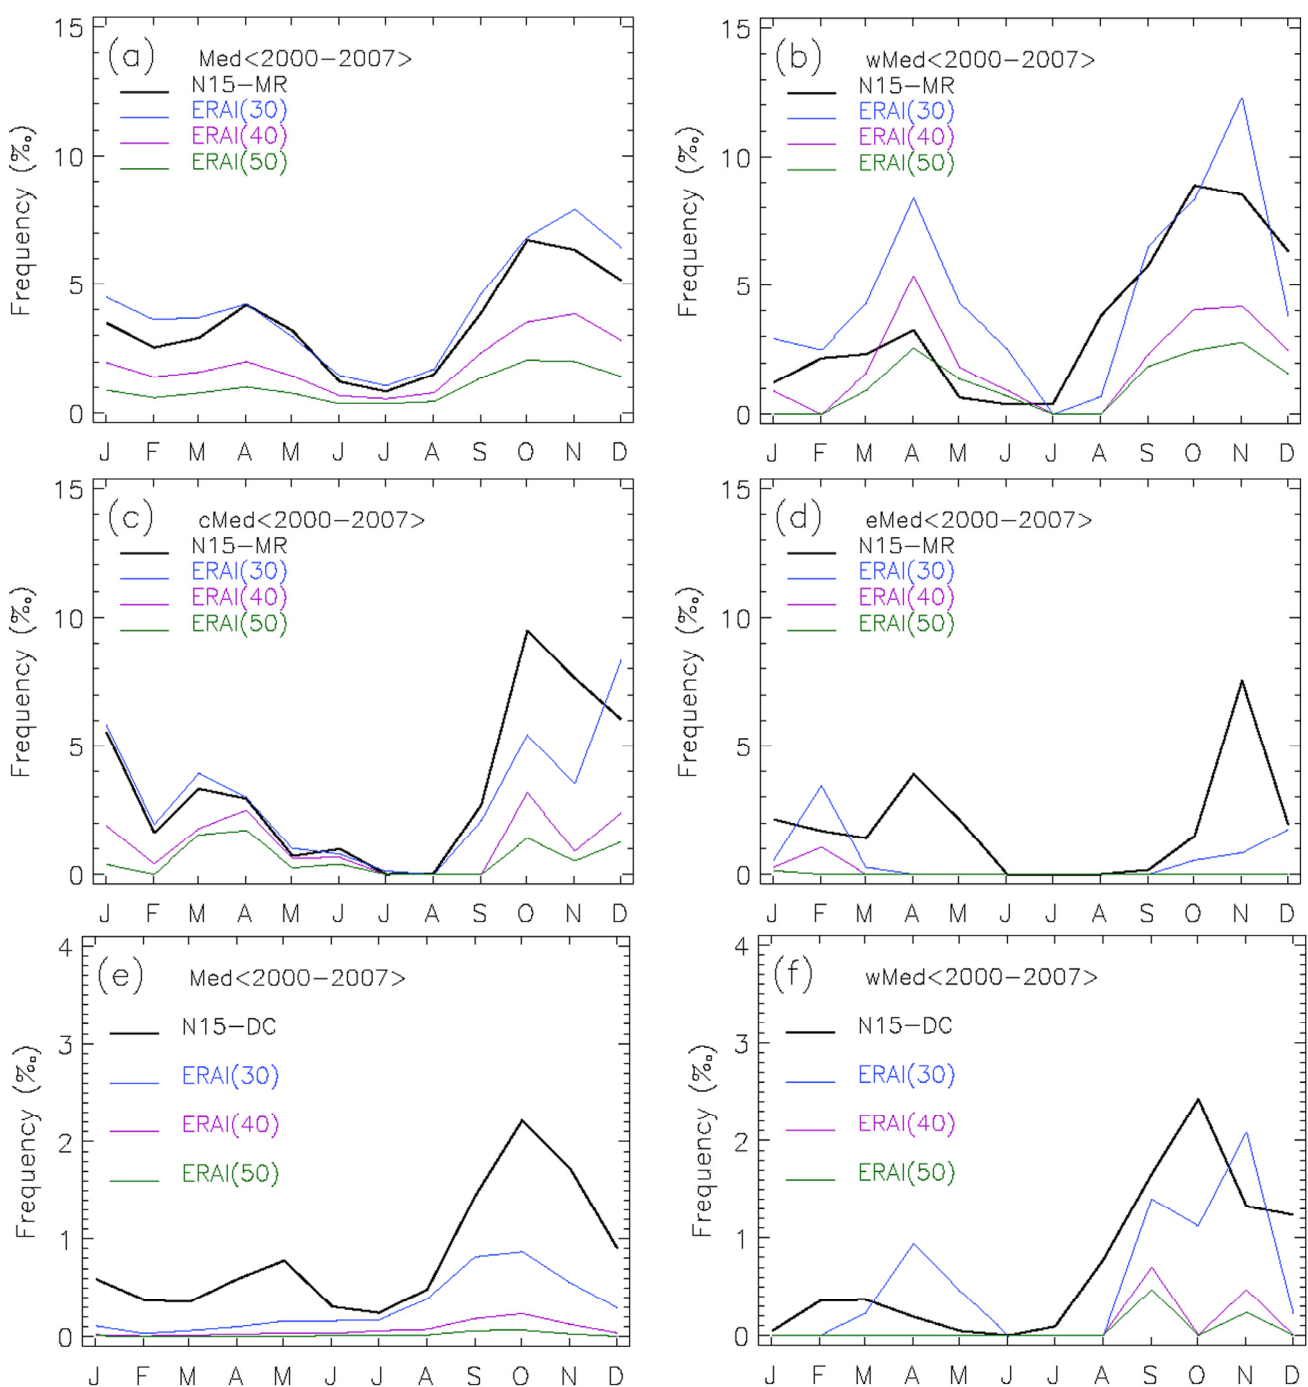 (a) Med<2000-2007>
N15-MR
ERAI(30)
ERAI(40)
ERAI(50)
Frequency (‰)
15
10
5
0
J F M A M J J A S O N D
(b) wMed<2000-2007>
N15-MR
ERAI(30)
ERAI(40)
ERAI(50)
Frequency (‰)
15
10
5
0
J F M A M J J A S O N D
(c) cMed<2000-2007>
N15-MR
ERAI(30)
ERAI(40)
ERAI(50)
Frequency (‰)
15
10
5
0
J F M A M J J A S O N D
(d) eMed<2000-2007>
N15-MR
ERAI(30)
ERAI(40)
ERAI(50)
Frequency (‰)
15
10
5
0
J F M A M J J A S O N D
(e) Med<2000-2007>
N15-DC
ERAI(30)
ERAI(40)
ERAI(50)
Frequency (‰)
4
3
2
1
0
J F M A M J J A S O N D
(f) wMed<2000-2007>
N15-DC
ERAI(30)
ERAI(40)
ERAI(50)
Frequency (‰)
4
3
2
1
0
J F M A M J J A S O N D